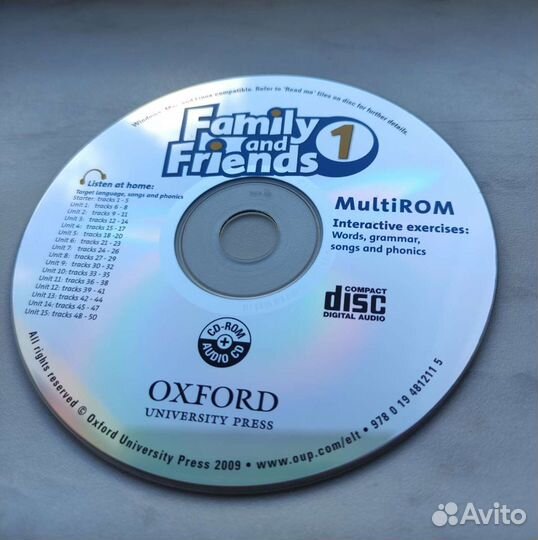 Windows, Mac and Linux compatible. Refer to 'Read me' files on disc for further details.
Family
and
Friends
1
Listen at home:
Target language, songs and phonics
Starter: tracks 1 - 5
Unit 1: tracks 6 - 8
Unit 2: tracks 9 - 11
Unit 3: tracks 12 - 14
Unit 4: tracks 15 - 17
Unit 5: tracks 18 - 20
Unit 6: tracks 21 - 23
Unit 7: tracks 24 - 26
Unit 8: tracks 27 - 29
Unit 9: tracks 30 - 32
Unit 10: tracks 33 - 35
Unit 11: tracks 36 - 38
Unit 12: tracks 39 - 41
Unit 13: tracks 42 - 44
Unit 14: tracks 45 - 47
Unit 15: tracks 48 - 50
MultiROM
Interactive exercises:
Words, grammar,
songs and phonics
COMPACT
disc
DIGITAL AUDIO
CD-ROM
+
AUDIO CD
OXFORD
UNIVERSITY PRESS
All rights reserved © Oxford University Press 2009 • www.oup.com/elt • 978 0 19 481211 5
Avito